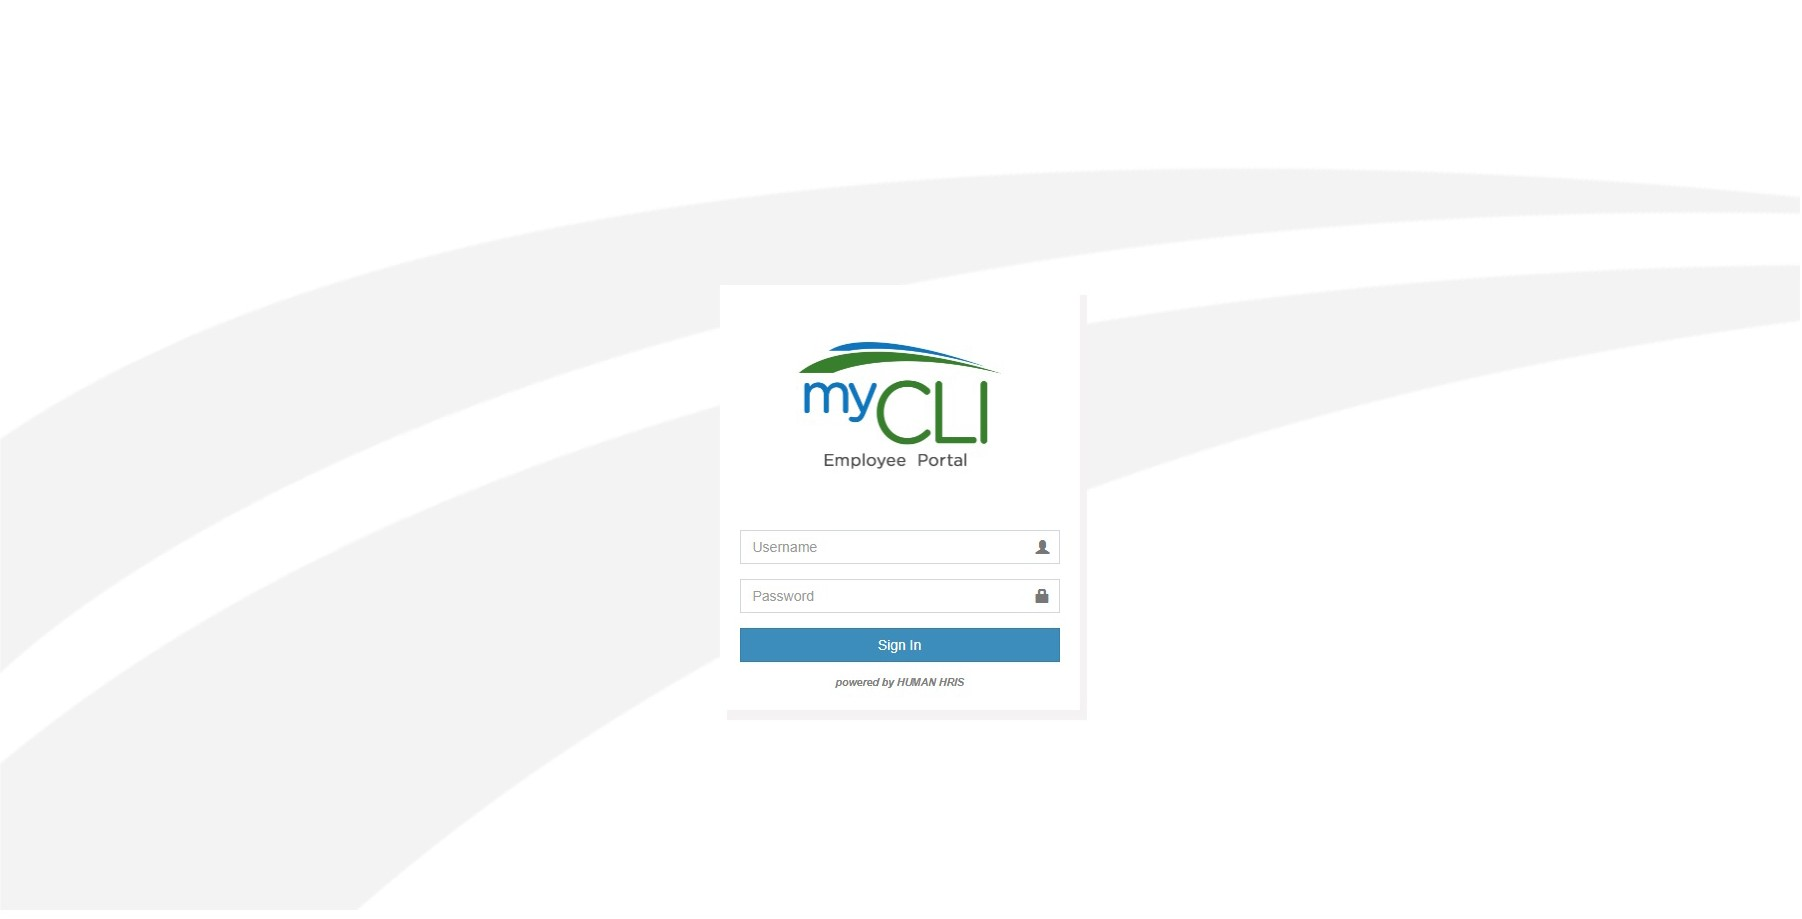 myCLI
Employee Portal
Username
Password
Sign In
powered by HUMAN HRIS